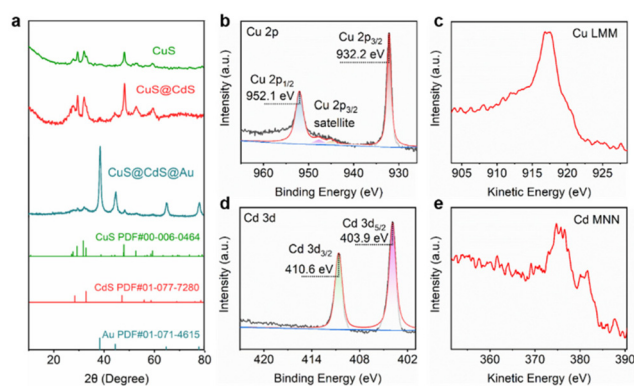 a
CuS
CuS@CdS
CuS@CdS@Au
CuS PDF#00-006-0464
CdS PDF#01-077-7280
Au PDF#01-071-4615
20 40 60 80
2θ (Degree)
b
Cu 2p
Cu 2p3/2
932.2 eV
Cu 2p1/2
952.1 eV
Cu 2p3/2
satellite
Intensity (a.u.)
960 950 940 930
Binding Energy (eV)
c
Cu LMM
Intensity (a.u.)
905 910 915 920 925
Kinetic Energy (eV)
d
Cd 3d
Cd 3d5/2
403.9 eV
Cd 3d3/2
410.6 eV
Intensity (a.u.)
420 414 408 402
Binding Energy (eV)
e
Cd MNN
Intensity (a.u.)
360 370 380 390
Kinetic Energy (eV)